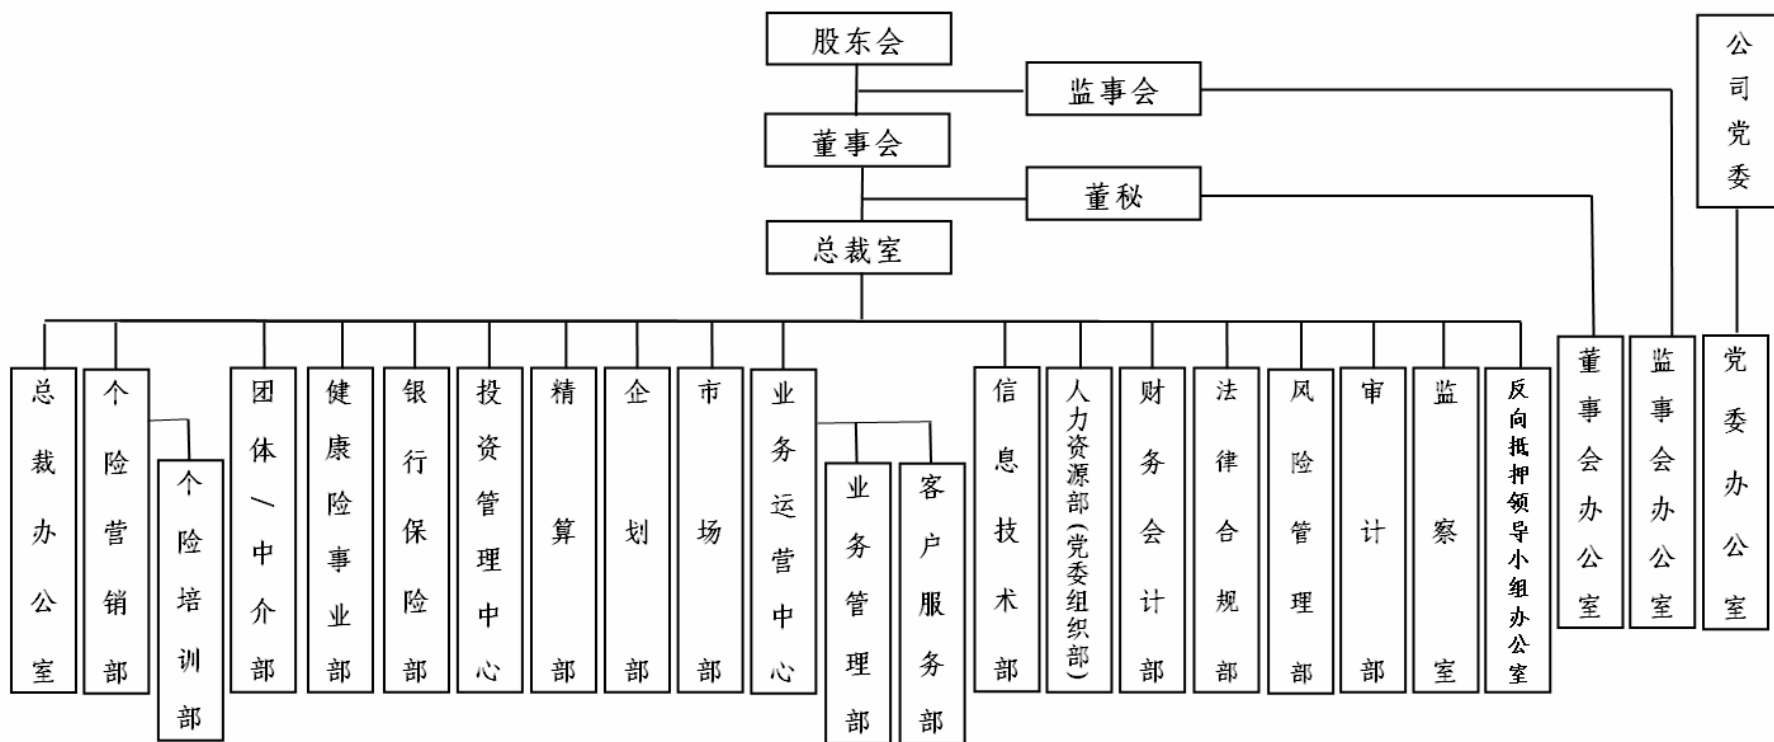 股东会
监事会
董事会
董秘
总裁室
公司党委
总裁办公室
个险营销部
个险培训部
团体/中介部
健康险事业部
银行保险部
投资管理中心
精算部
企划部
市场部
业务运营中心
业务管理部
客户服务部
信息技术部
人力资源部(党委组织部)
财务会计部
法律合规部
风险管理部
审计部
监察室
反向抵押领导小组办公室
董事会办公室
监事会办公室
党委办公室